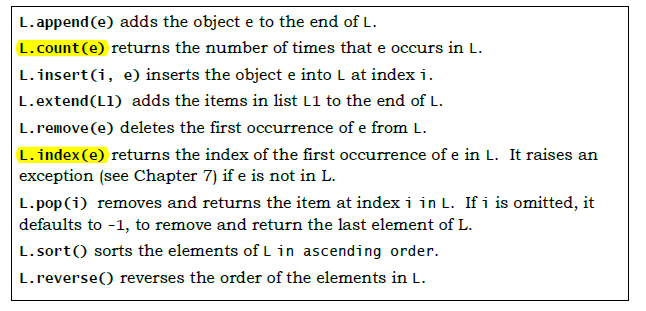 L.append(e) adds the object e to the end of L.
L.count(e) returns the number of times that e occurs in L.
L.insert(i, e) inserts the object e into L at index i.
L.extend(L1) adds the items in list L1 to the end of L.
L.remove(e) deletes the first occurrence of e from L.
L.index(e) returns the index of the first occurrence of e in L. It raises an
exception (see Chapter 7) if e is not in L.
L.pop(i) removes and returns the item at index i in L. If i is omitted, it
defaults to -1, to remove and return the last element of L.
L.sort() sorts the elements of L in ascending order.
L.reverse() reverses the order of the elements in L.